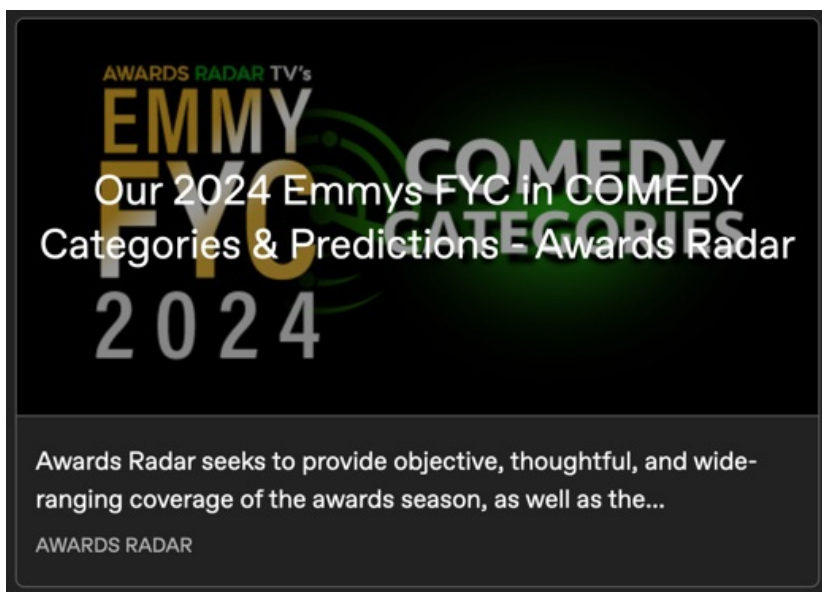 AWARDS RADAR TV's
EMMY
FYC
2024
COMEDY
CATEGORIES
Our 2024 Emmys FYC in COMEDY
Categories & Predictions - Awards Radar
Awards Radar seeks to provide objective, thoughtful, and wide-
ranging coverage of the awards season, as well as the...
AWARDS RADAR